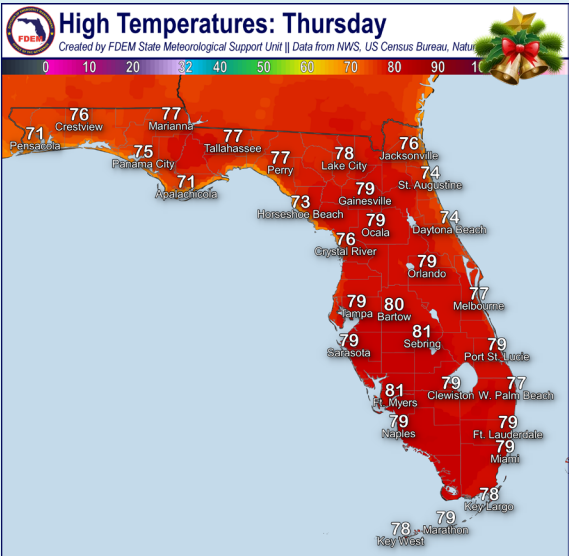 High Temperatures: Thursday
FDEM
Created by FDEM State Meteorological Support Unit || Data from NWS, US Census Bureau,
0 10 20 32 40 50 60 70 80 90
76
Crestview
77
Marianna
71
Pensacola
75
Panama City
77
Tallahassee
71
Apalachicola
77
Perry
78
Lake City
76
Jacksonville
74
St. Augustine
79
Gainesville
73
Horseshoe Beach
79
Ocala
74
Daytona Beach
76
Crystal River
79
Orlando
77
Melbourne
79
Tampa
80
Bartow
81
Sebring
79
Sarasota
79
Port St. Lucie
81
Ft. Myers
79
Clewiston
77
W. Palm Beach
79
Naples
79
Ft. Lauderdale
79
Miami
78
Key Largo
79
Marathon
78
Key West